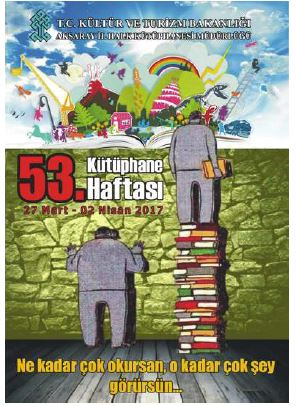 T.C. KÜLTÜR VE TURİZM BAKANLIĞI
AKSARAY İL HALK KÜTÜPHANESİ MÜDÜRLÜĞÜ
53. Kütüphane
Haftası
27 Mart - 02 Nisan 2017
Ne kadar çok okursan, o kadar çok şey
görürsün...